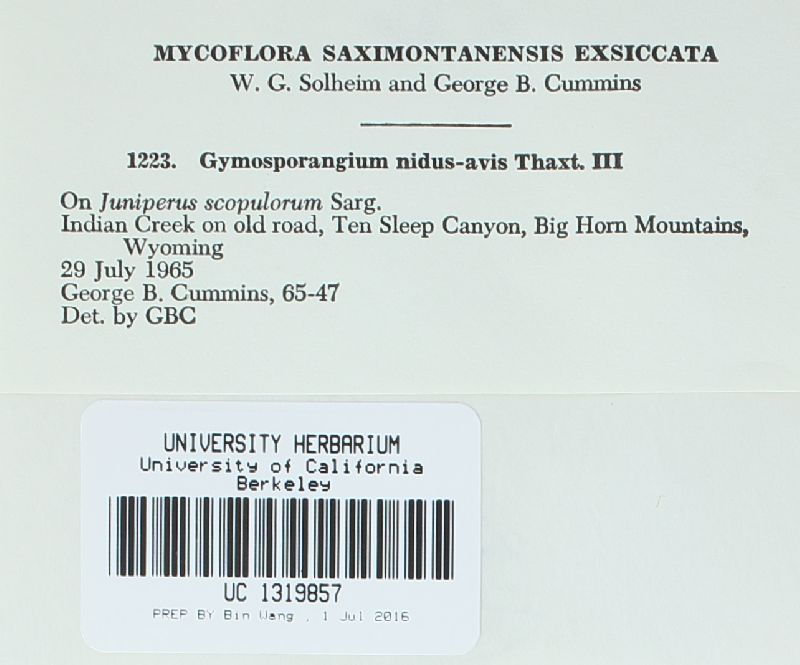 MYCOFLORA SAXIMONTANENSIS EXSICCATA
W. G. Solheim and George B. Cummins
1223. Gymosporangium nidus-avis Thaxt. III
On Juniperus scopulorum Sarg.
Indian Creek on old road, Ten Sleep Canyon, Big Horn Mountains,
Wyoming
29 July 1965
George B. Cummins, 65-47
Det. by GBC
UNIVERSITY HERBARIUM
University of California
Berkeley
UC 1319857
PREP BY Bin Wang , 1 Jul 2016